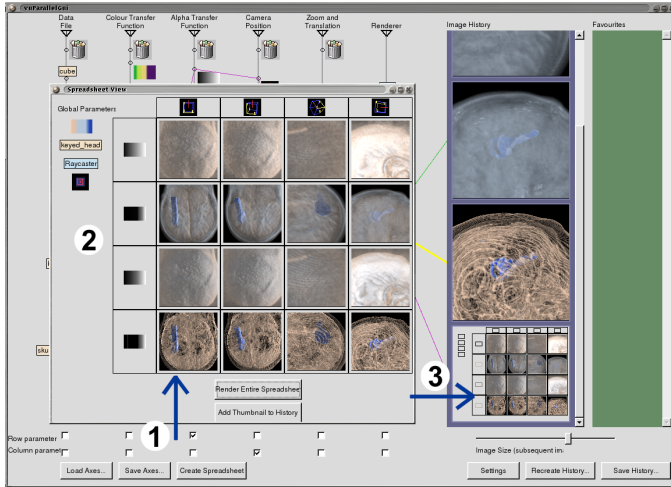 vuParallelGui
Data
File
Colour Transfer
Function
Alpha Transfer
Function
Camera
Position
Zoom and
Translation
Renderer
Image History
Favourites
cube
Spreadsheet View
Global Parameters
keyed_head
Raycaster
2
sku
3
Render Entire Spreadshee
Add Thumbnail to History
1
Row parameter
Column paramet
Load Axes...
Save Axes...
Create Spreadsheet
Image Size (subsequent im
Settings
Recreate History...
Save History...